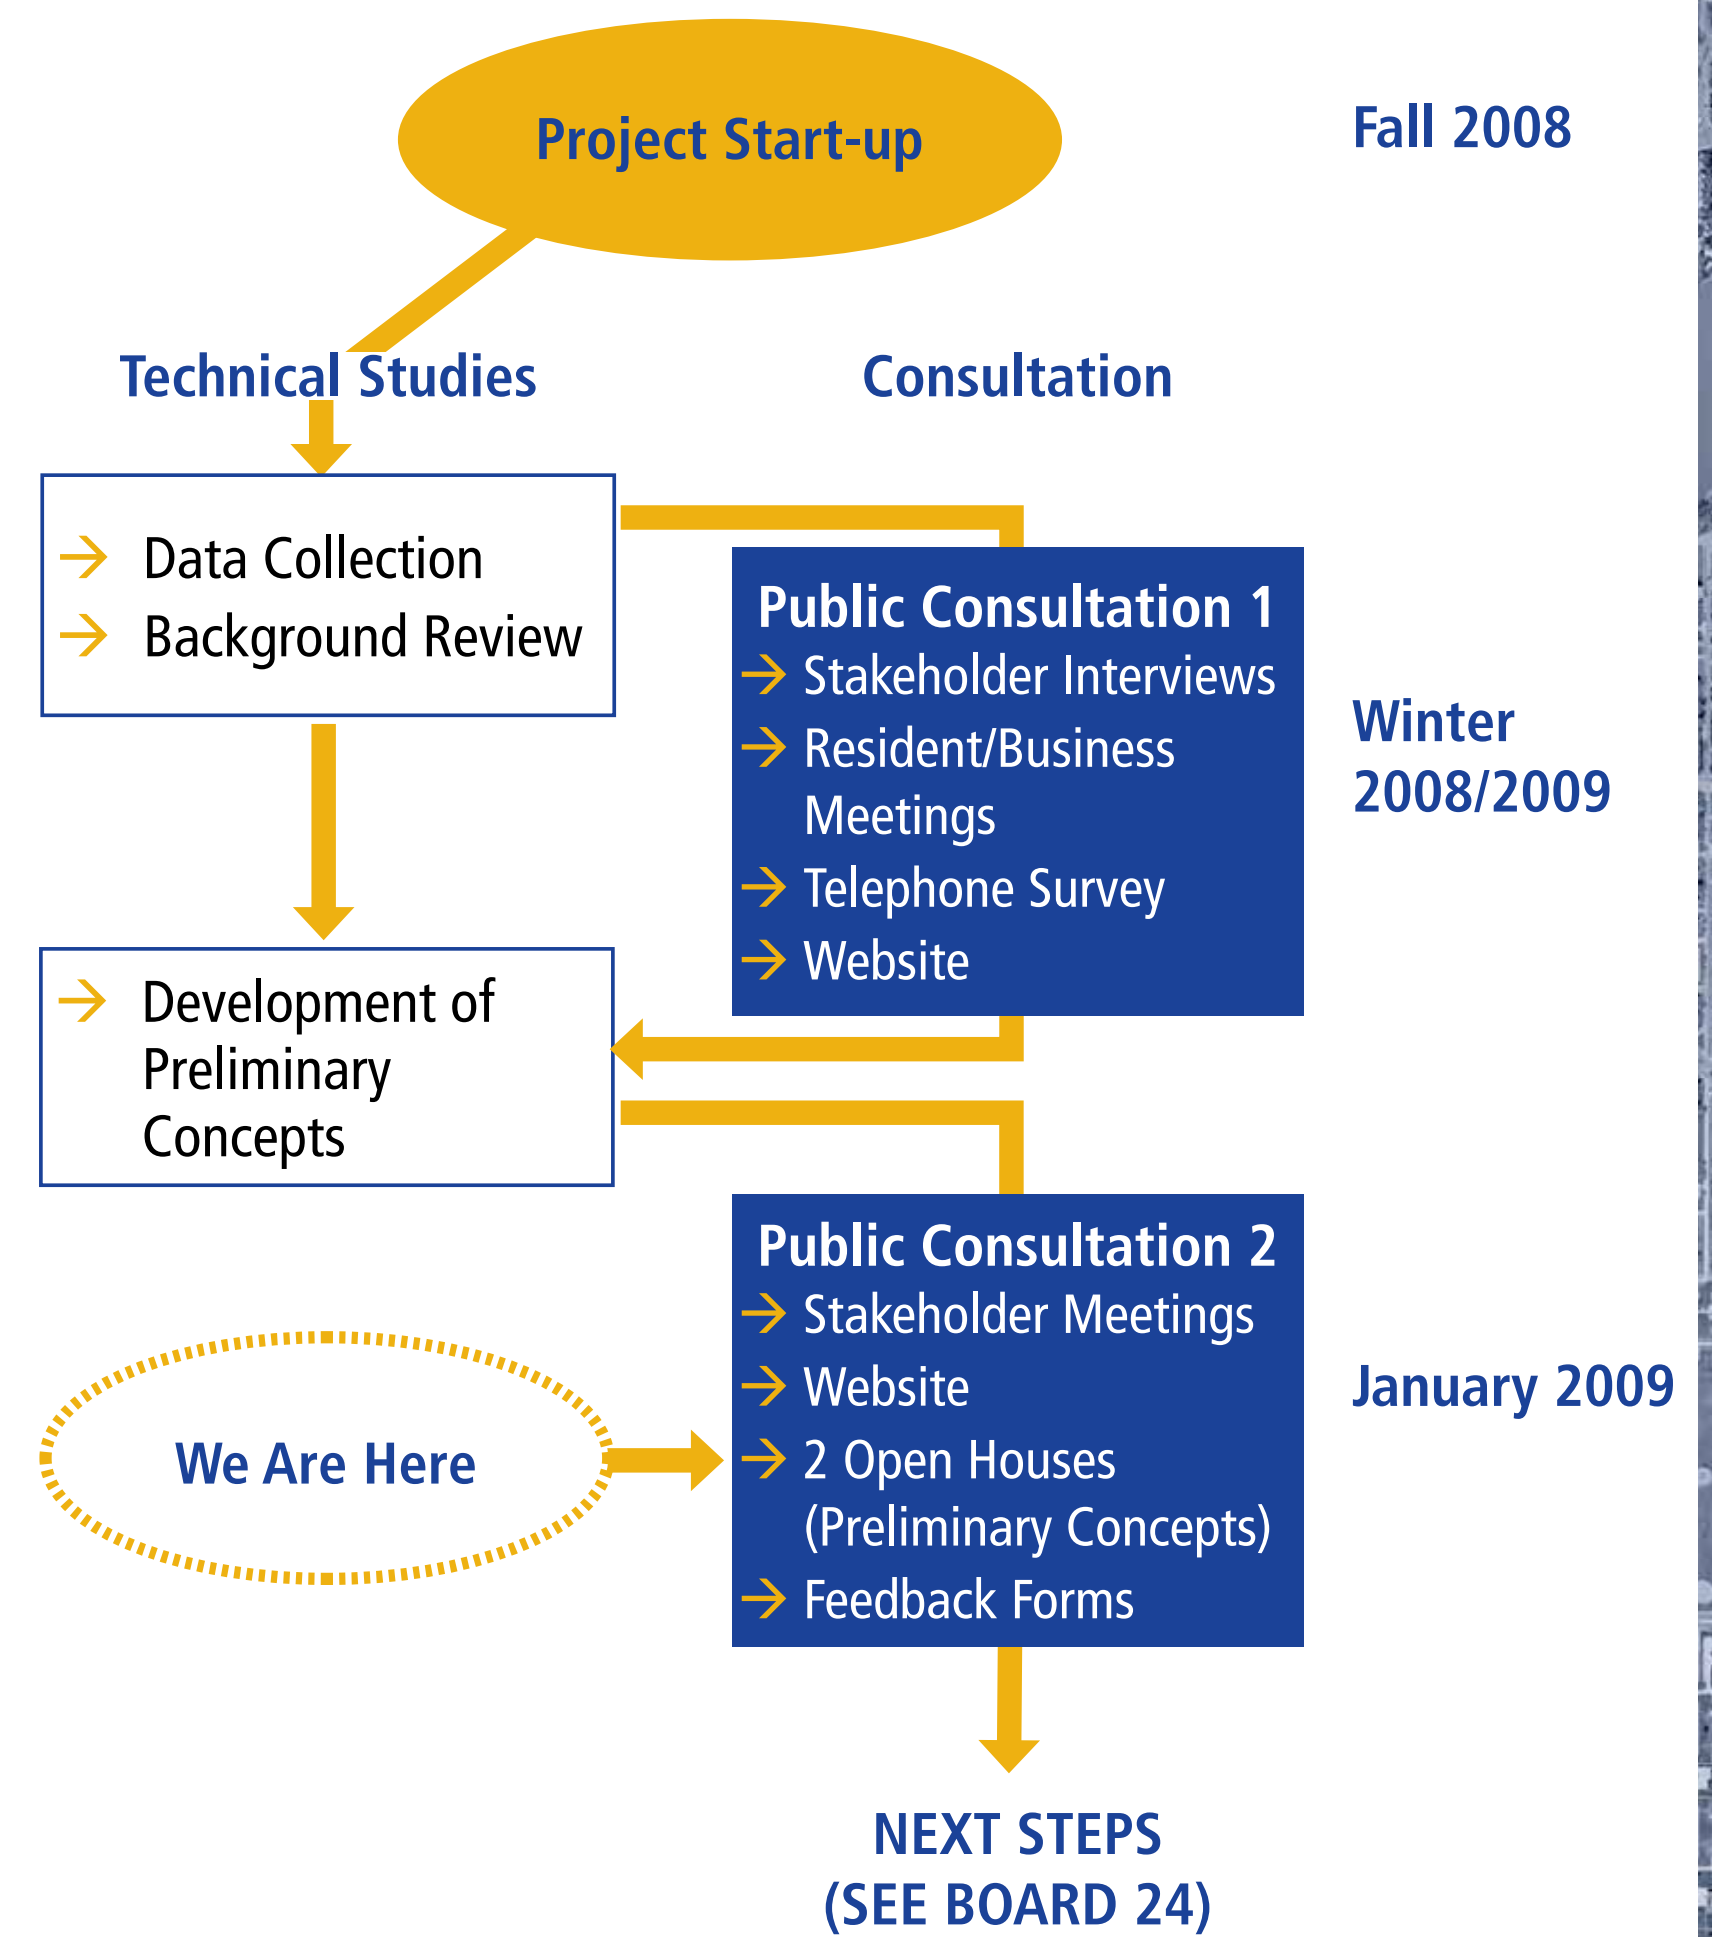 Project Start-up
Fall 2008
Technical Studies
Consultation
Data Collection
Background Review
Public Consultation 1
Stakeholder Interviews
Resident/Business
Meetings
Telephone Survey
Website
Winter
2008/2009
Development of
Preliminary
Concepts
Public Consultation 2
Stakeholder Meetings
Website
2 Open Houses
(Preliminary Concepts)
Feedback Forms
January 2009
We Are Here
NEXT STEPS
(SEE BOARD 24)